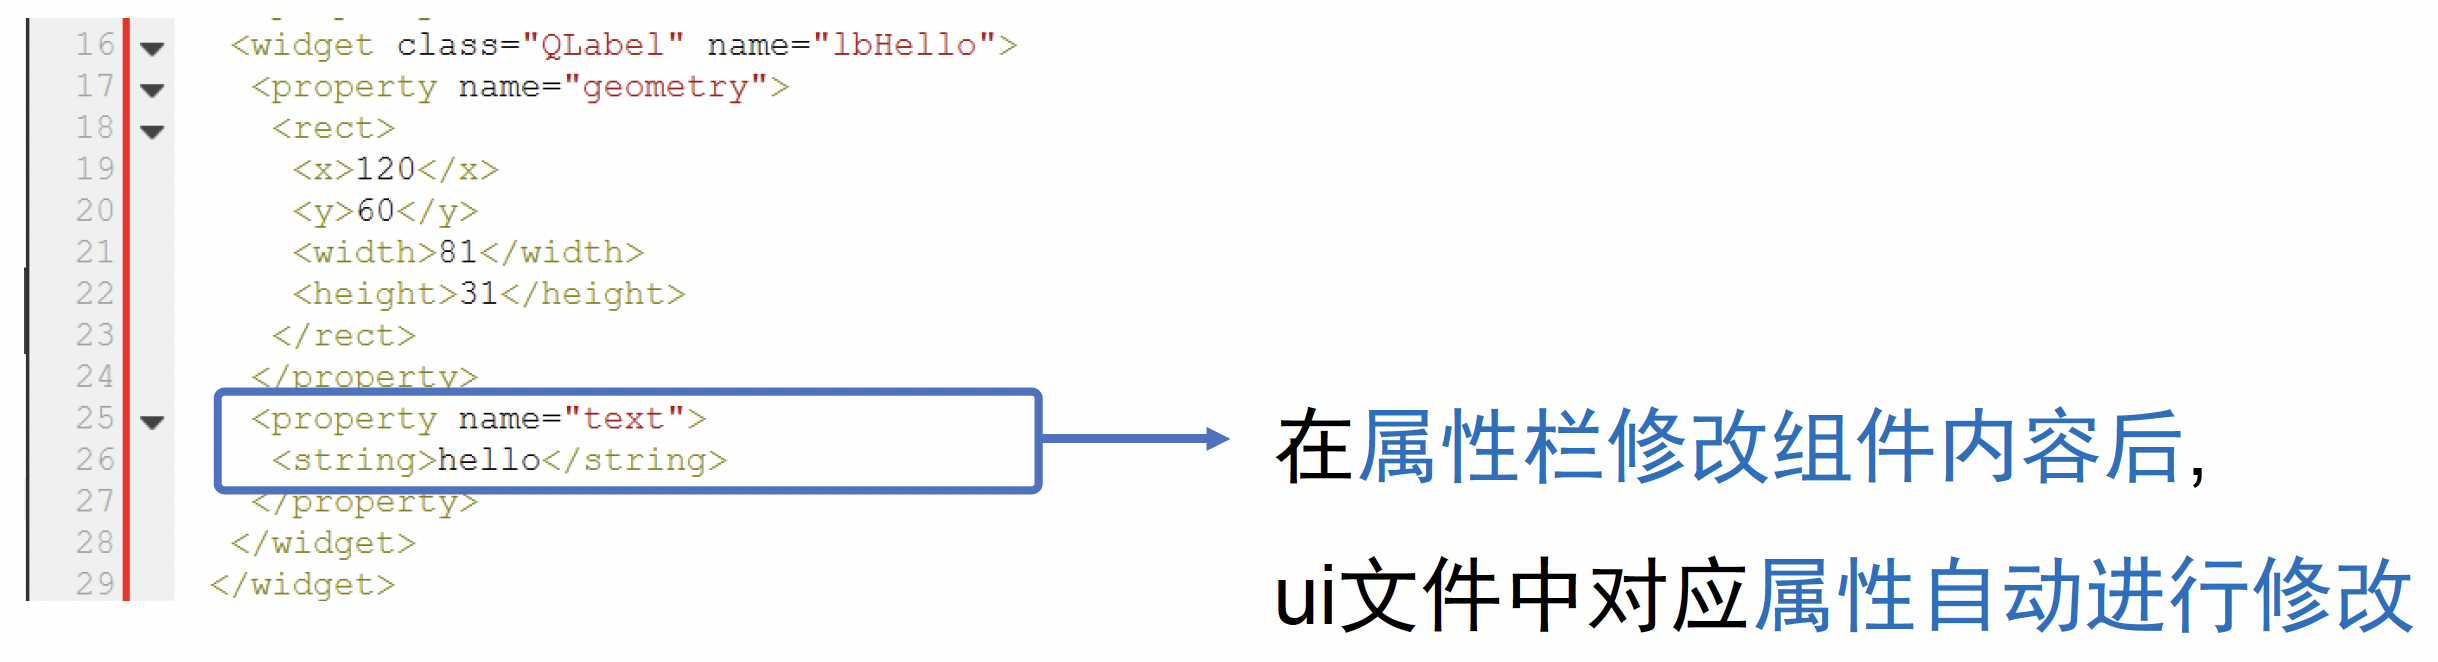 16 <widget class="QLabel" name="lbHello">
17 <property name="geometry">
18 <rect>
19 <x>120</x>
20 <y>60</y>
21 <width>81</width>
22 <height>31</height>
23 </rect>
24 </property>
25 <property name="text">
26 <string>hello</string>
27 </property>
28 </widget>
29 </widget>
在属性栏修改组件内容后,
ui文件中对应属性自动进行修改